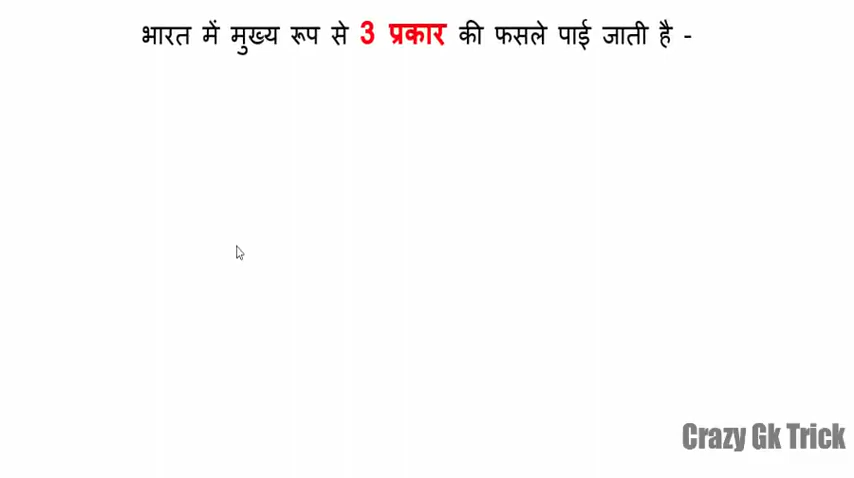 भारत में मुख्य रूप से 3 प्रकार की फसले पाई जाती है -
Crazy Gk Trick